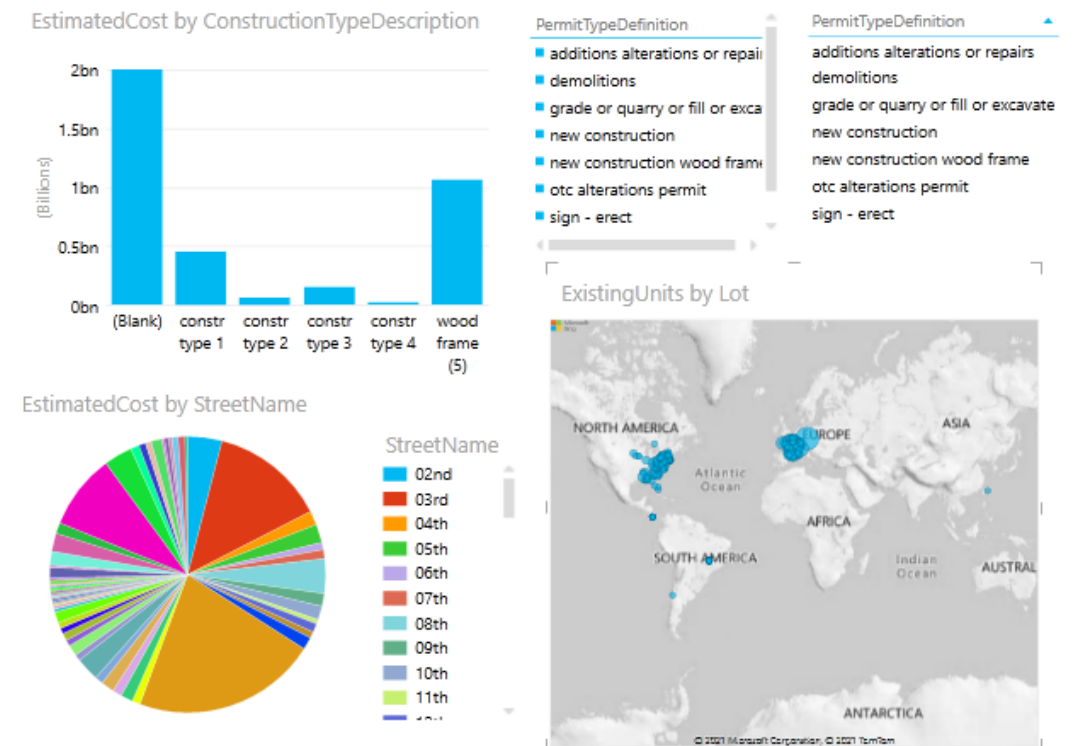 EstimatedCost by ConstructionTypeDescription
2bn
1.5bn
1bn
0.5bn
0bn
(Billions)
(Blank)
constr
type 1
constr
type 2
constr
type 3
constr
type 4
wood
frame
(5)
PermitTypeDefinition
additions alterations or repair
demolitions
grade or quarry or fill or exca
new construction
new construction wood frame
otc alterations permit
sign - erect
PermitTypeDefinition
additions alterations or repairs
demolitions
grade or quarry or fill or excavate
new construction
new construction wood frame
otc alterations permit
sign - erect
EstimatedCost by StreetName
StreetName
02nd
03rd
04th
05th
06th
07th
08th
09th
10th
11th
ExistingUnits by Lot
NORTH AMERICA
EUROPE
ASIA
Atlantic
Ocean
AFRICA
SOUTH AMERICA
Indian
Ocean
AUSTRAL
ANTARCTICA
© 2021 Microsoft Corporation, © 2021 TomTom